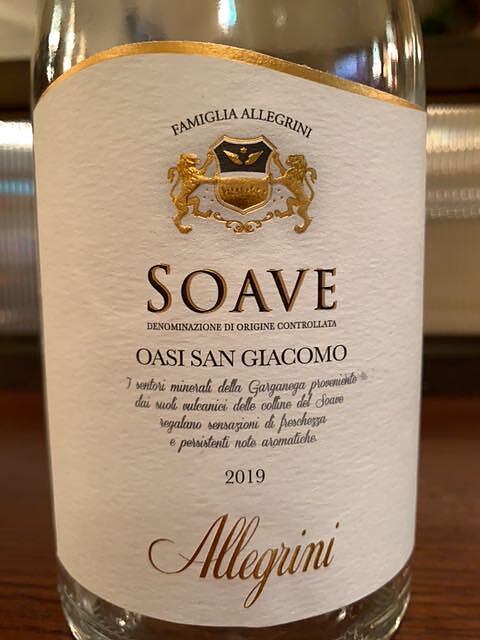 FAMIGLIA ALLEGRINI
SOAVE
DENOMINAZIONE DI ORIGINE CONTROLLATA
OASI SAN GIACOMO
I sentori minerali della Garganega proveniente
dai suoli vulcanici delle colline del Soave
regalano sensazioni di freschezza
e persistenti note aromatiche.
2019
Allegrini